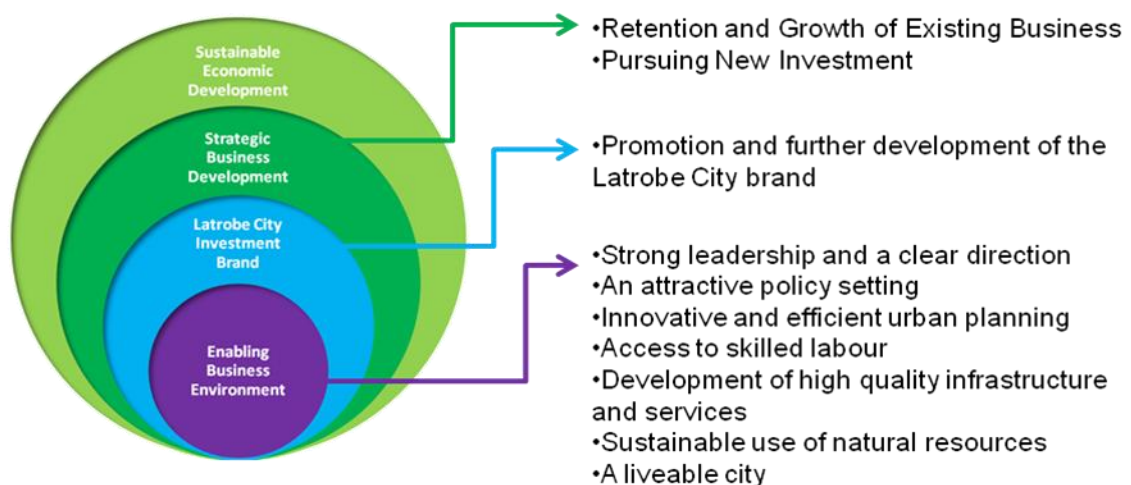 Sustainable
Economic
Development
Strategic
Business
Development
Latrobe City
Investment
Brand
Enabling
Business
Environment
•Retention and Growth of Existing Business
•Pursuing New Investment
•Promotion and further development of the
Latrobe City brand
•Strong leadership and a clear direction
•An attractive policy setting
•Innovative and efficient urban planning
•Access to skilled labour
•Development of high quality infrastructure
and services
•Sustainable use of natural resources
•A liveable city